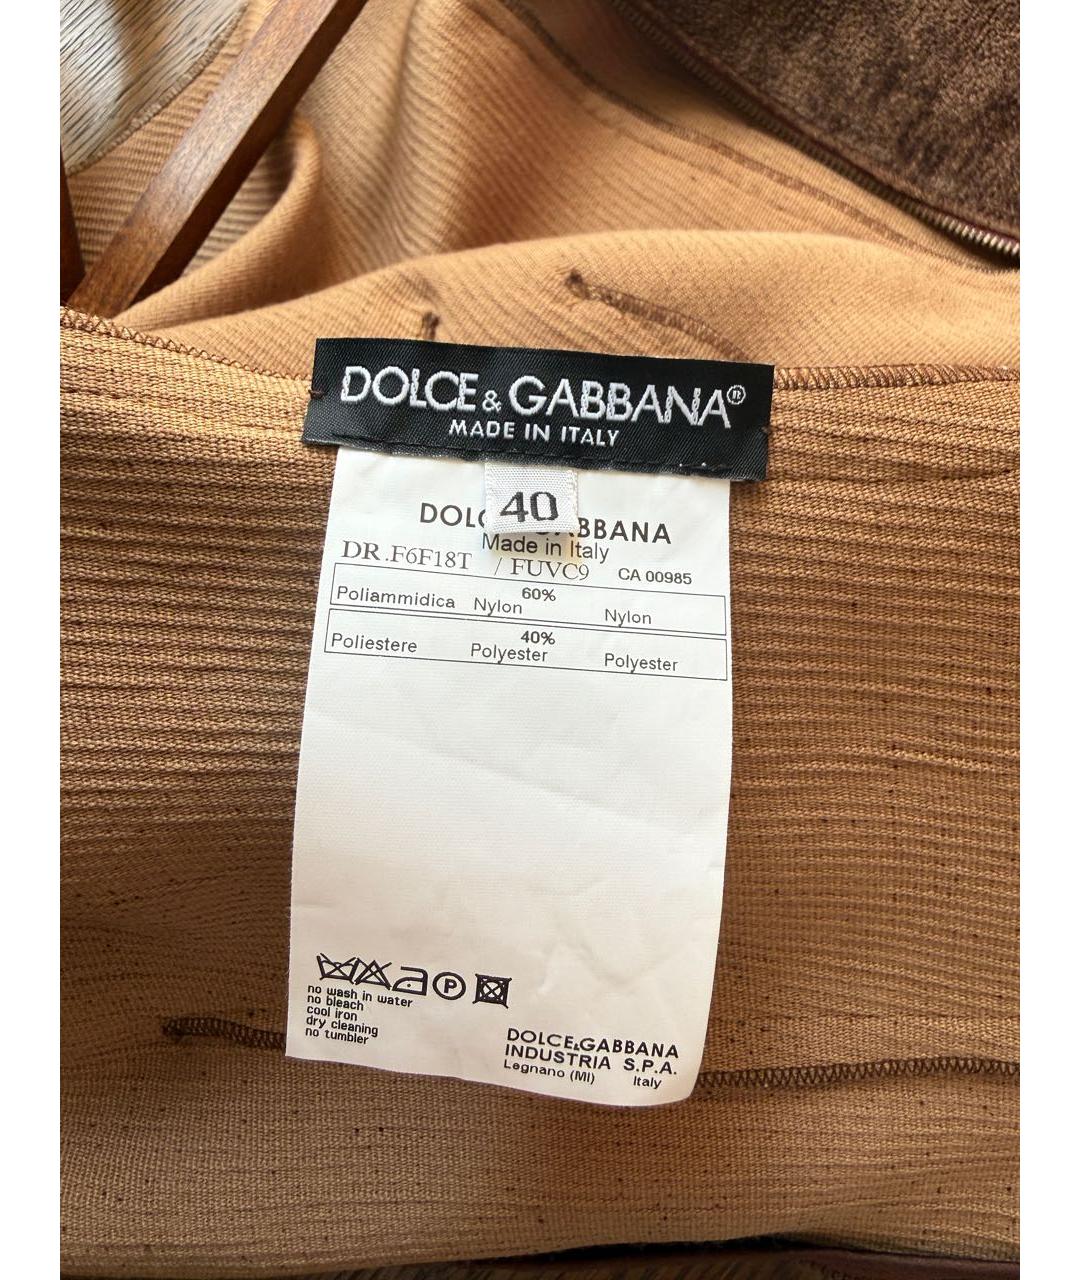 DOLCE & GABBANA®
MADE IN ITALY
40
Made in Italy
DR.F6F18T / FUVC9 CA 00985
60%
Poliammidica Nylon Nylon
40%
Poliestere Polyester Polyester
P
no wash in water
no bleach
cool iron
dry cleaning
no tumbler
DOLCE&GABBANA
INDUSTRIA S.P.A.
Legnano (MI) Italy